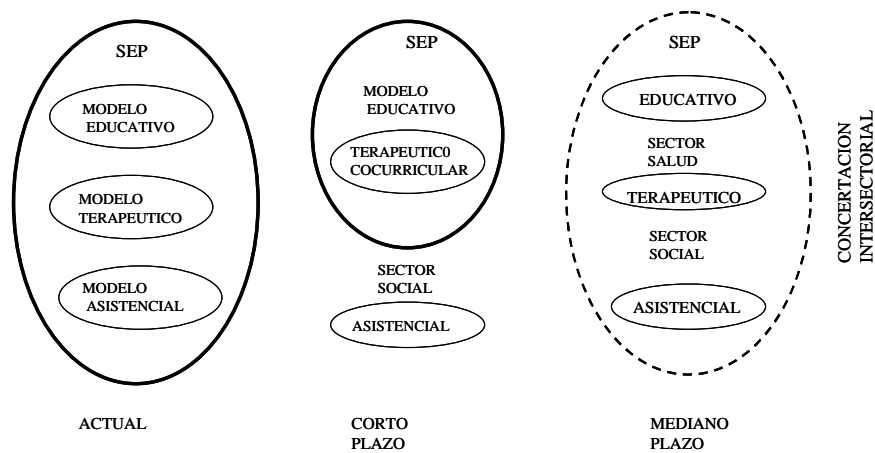 SEP
MODELO
EDUCATIVO
MODELO
TERAPEUTICO
MODELO
ASISTENCIAL
ACTUAL
SEP
MODELO
EDUCATIVO
TERAPEUTIC0
COCURRICULAR
SECTOR
SOCIAL
ASISTENCIAL
CORTO
PLAZO
SEP
EDUCATIVO
SECTOR
SALUD
TERAPEUTICO
SECTOR
SOCIAL
ASISTENCIAL
MEDIANO
PLAZO
CONCERTACION
INTERSECTORIAL